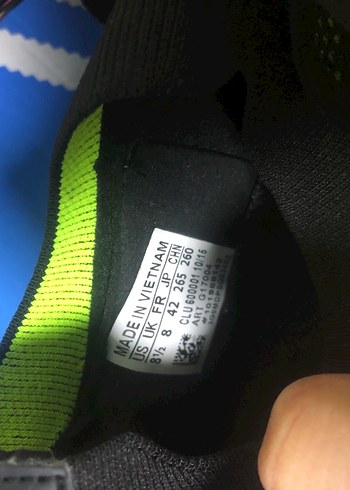 MADE IN VIETNAM
US UK FR JP CHN
8½ 8 42 265 260
CLU 600001 10/15